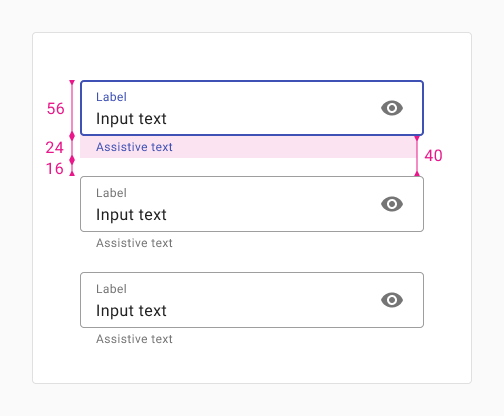 Label
56
Input text
24
Assistive text
40
16
Label
Input text
Assistive text
Label
Input text
Assistive text